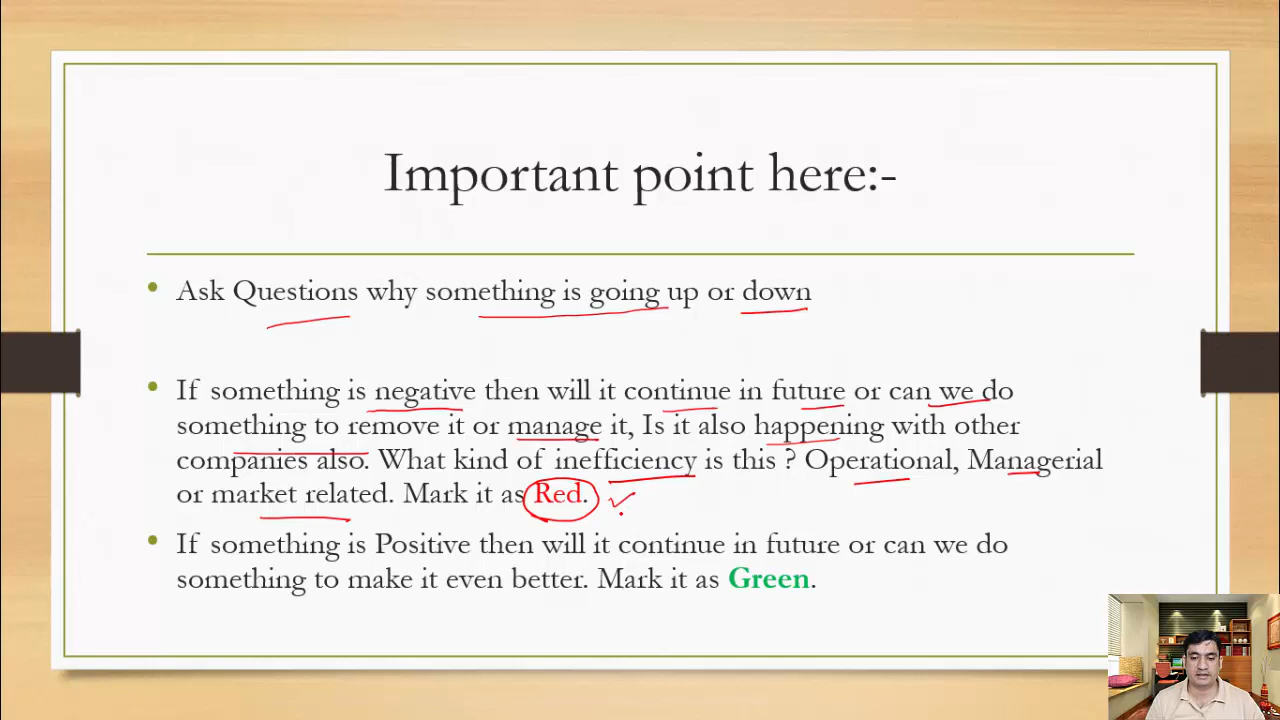 Important point here:-
• Ask Questions why something is going up or down
• If something is negative then will it continue in future or can we do
something to remove it or manage it, Is it also happening with other
companies also. What kind of inefficiency is this ? Operational, Managerial
or market related. Mark it as Red.
• If something is Positive then will it continue in future or can we do
something to make it even better. Mark it as Green.